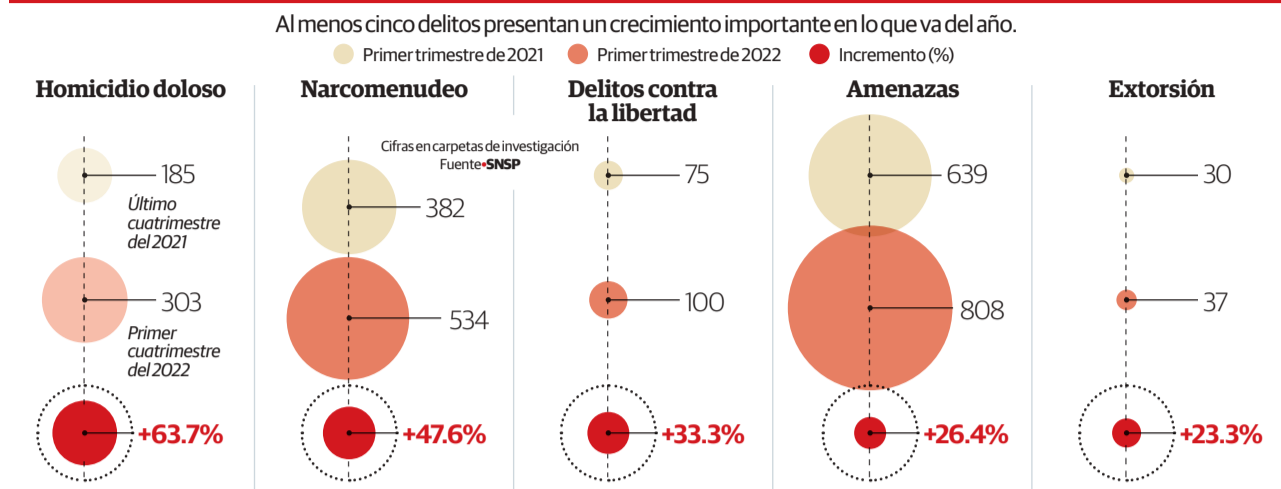 Al menos cinco delitos presentan un crecimiento importante en lo que va del año.
Primer trimestre de 2021
Primer trimestre de 2022
Incremento (%)
Homicidio doloso
185
Último
cuatrimestre
del 2021
303
Primer
cuatrimestre
del 2022
+63.7%
Narcomenudeo
Cifras en carpetas de investigación
Fuente•SNSP
382
534
+47.6%
Delitos contra
la libertad
75
100
+33.3%
Amenazas
639
808
+26.4%
Extorsión
30
37
+23.3%